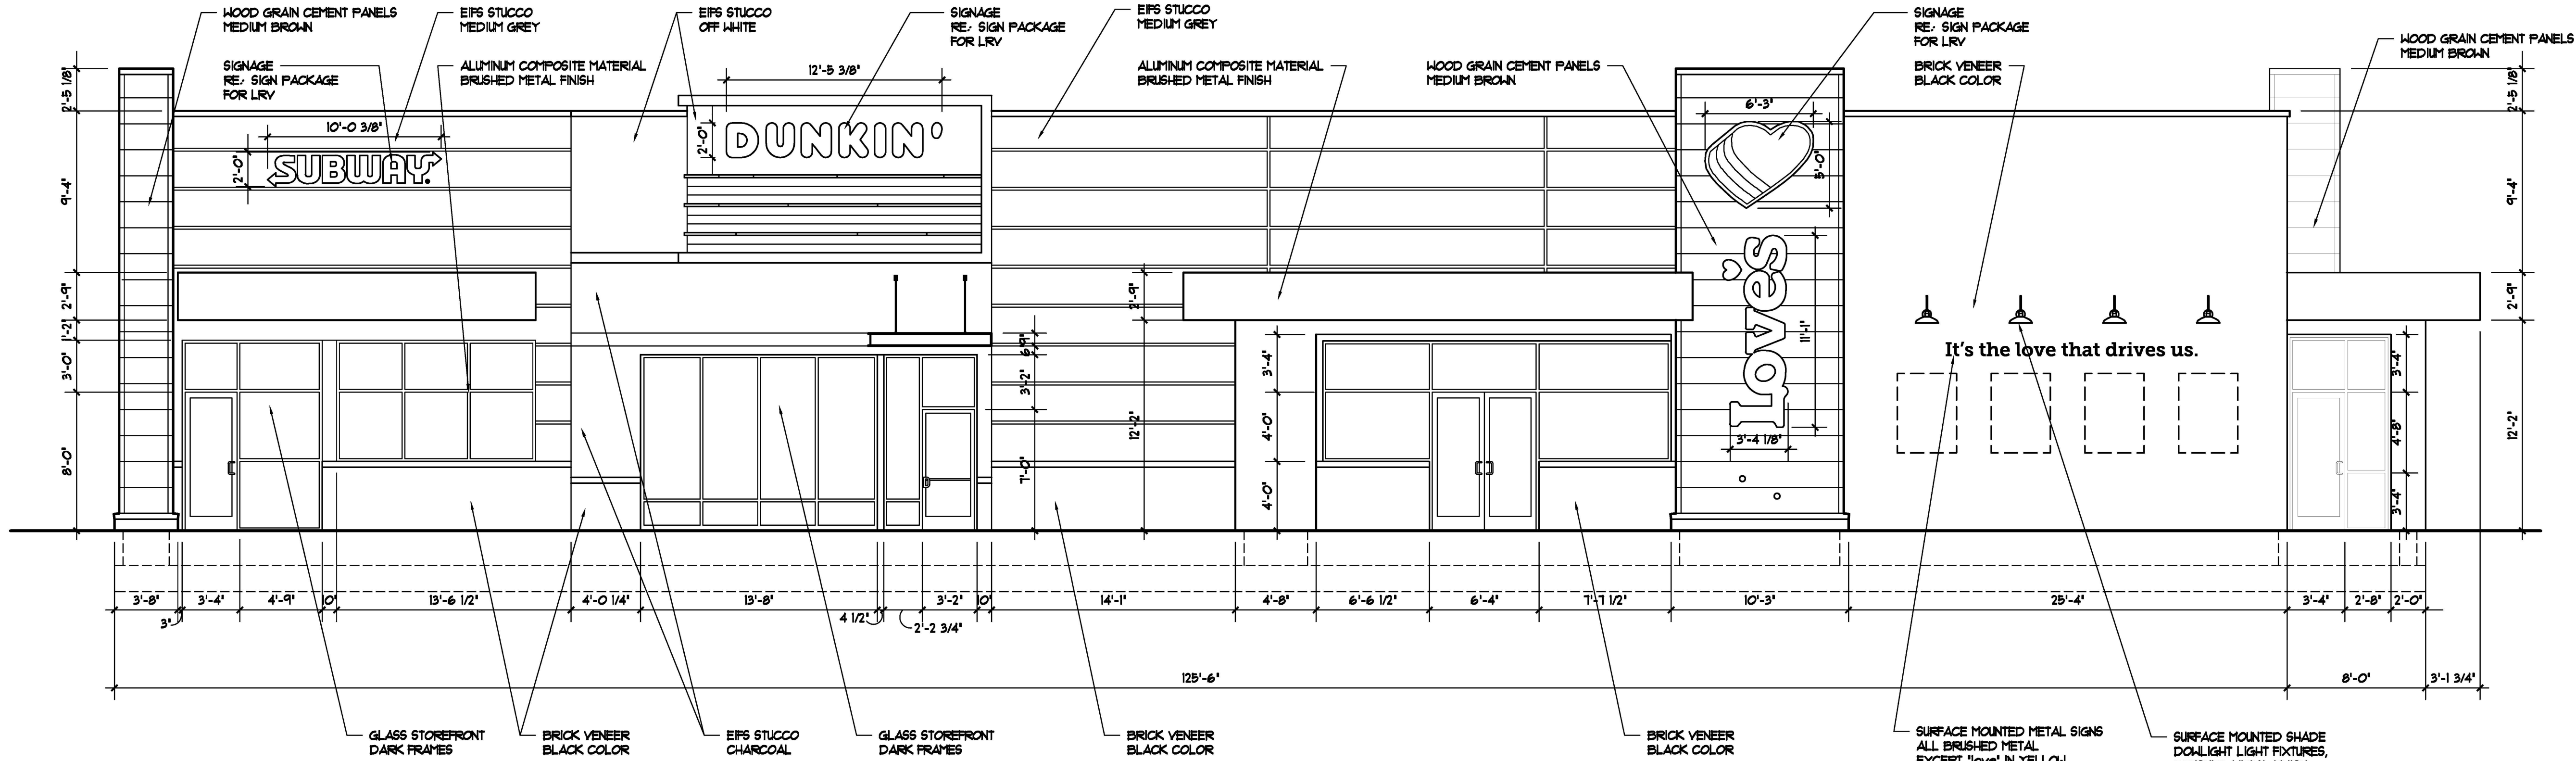 WOOD GRAIN CEMENT PANELS
MEDIUM BROWN
EIFS STUCCO
MEDIUM GREY
EIFS STUCCO
OFF WHITE
SIGNAGE
RE: SIGN PACKAGE
FOR LRV
EIFS STUCCO
MEDIUM GREY
SIGNAGE
RE: SIGN PACKAGE
FOR LRV
WOOD GRAIN CEMENT PANELS
MEDIUM BROWN
SIGNAGE
RE: SIGN PACKAGE
FOR LRV
ALUMINUM COMPOSITE MATERIAL
BRUSHED METAL FINISH
ALUMINUM COMPOSITE MATERIAL
BRUSHED METAL FINISH
WOOD GRAIN CEMENT PANELS
MEDIUM BROWN
BRICK VENEER
BLACK COLOR
2'-5 1/8"
9'-4"
2'-9"
1'-2"
3'-0"
8'-0"
10'-0 3/8"
2'-0"
SUBWAY
12'-5 3/8"
2'-0"
DUNKIN'
6'-3"
5'-0"
Love's
11'-1"
3'-4 1/8"
9"
6"
3'-2"
7'-0"
2'-9"
12'-2"
3'-4"
4'-0"
4'-0"
It's the love that drives us.
3'-4"
4'-8"
3'-4"
2'-5 1/8"
9'-4"
2'-9"
12'-2"
3'-8" 3'-4" 4'-9" 10" 13'-6 1/2" 4'-0 1/4" 13'-8" 3'-2" 10" 14'-1" 4'-8" 6'-6 1/2" 6'-4" 7'-7 1/2" 10'-3" 25'-4" 3'-4" 2'-8" 2'-0"
3" 4 1/2" 2'-2 3/4"
125'-6" 8'-0" 3'-1 3/4"
GLASS STOREFRONT
DARK FRAMES
BRICK VENEER
BLACK COLOR
EIFS STUCCO
CHARCOAL
GLASS STOREFRONT
DARK FRAMES
BRICK VENEER
BLACK COLOR
BRICK VENEER
BLACK COLOR
SURFACE MOUNTED METAL SIGNS
ALL BRUSHED METAL
EXCEPT "love" IN YELLOW
SURFACE MOUNTED SHADE
DOWLIGHT LIGHT FIXTURES,